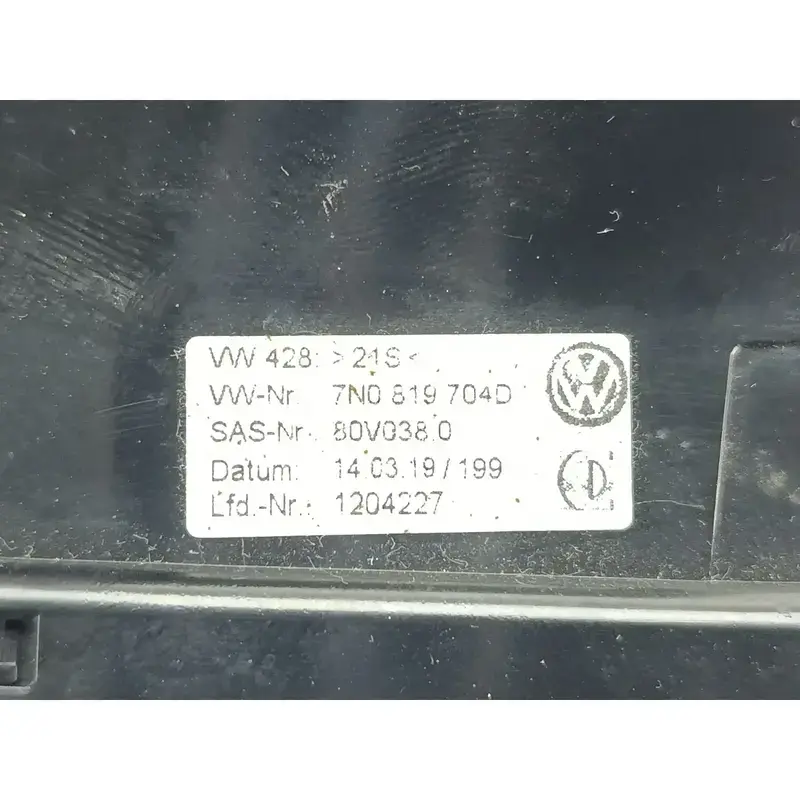 VW 428: >21S<
VW-Nr. 7N0 819 704D
SAS-Nr. 80V038.0
Datum: 14.03.19/199
Lfd.-Nr.: 1204227